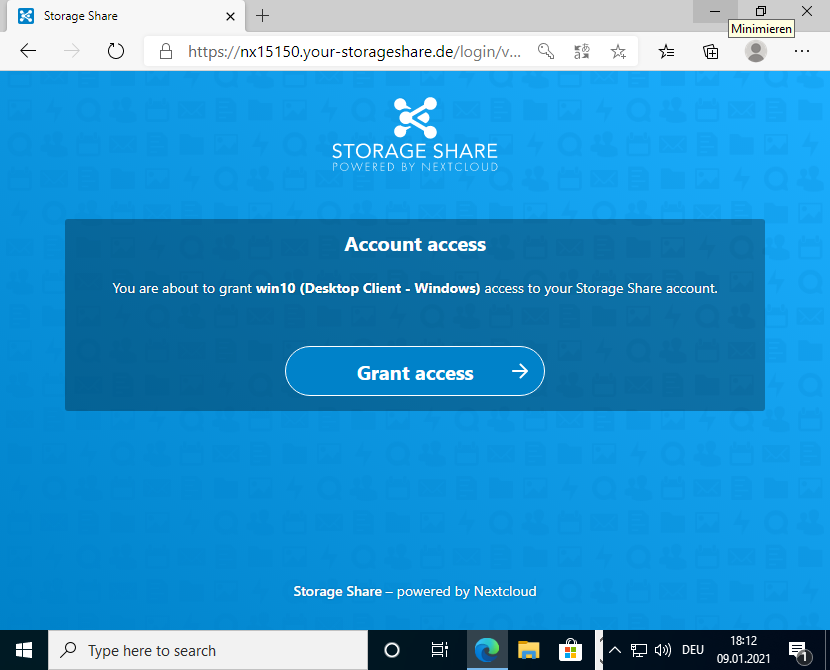 Storage Share
Minimieren
https://nx15150.your-storageshare.de/login/v...
STORAGE SHARE
POWERED BY NEXTCLOUD
Account access
You are about to grant win10 (Desktop Client - Windows) access to your Storage Share account.
Grant access
Storage Share – powered by Nextcloud
Type here to search
DEU
18:12
09.01.2021
1